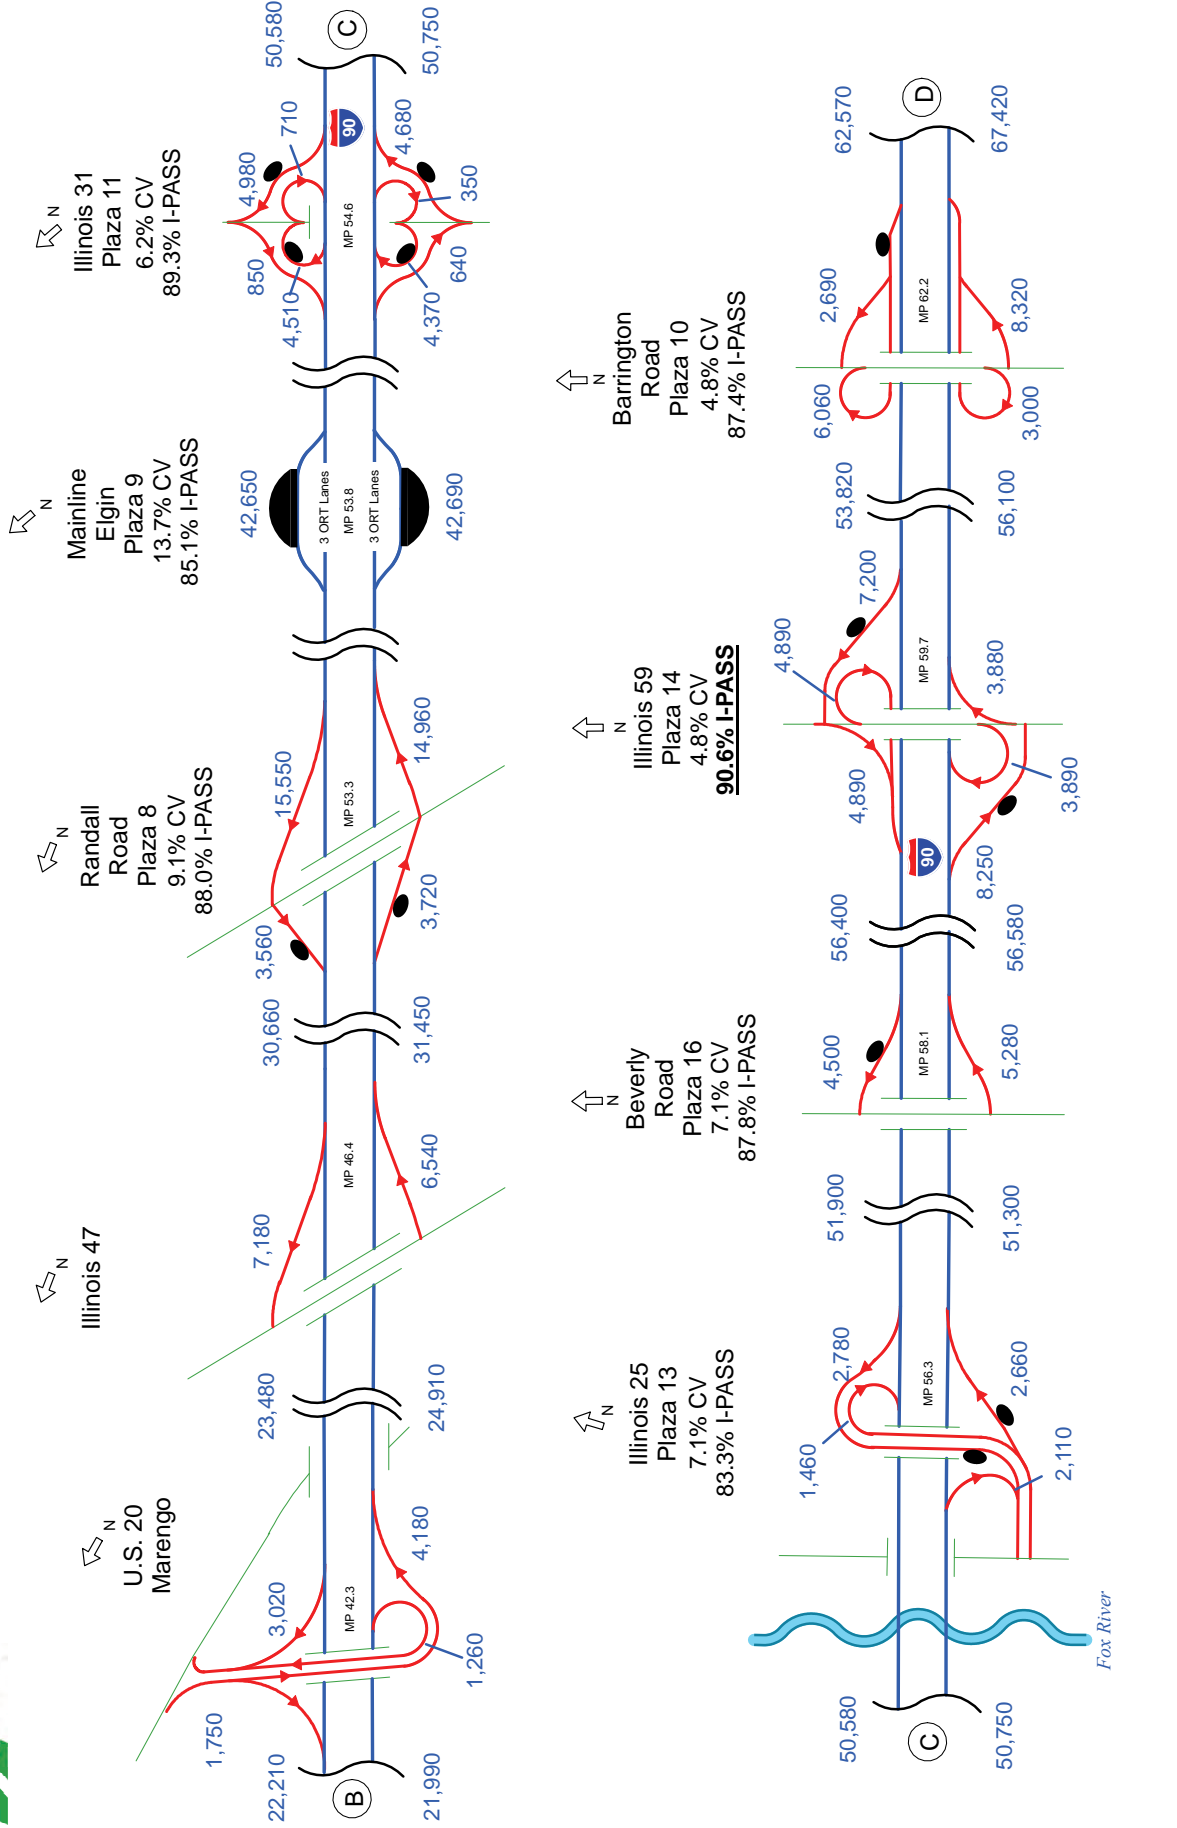 N
U.S. 20
Marengo
N
Illinois 47
N
Randall
Road
Plaza 8
9.1% CV
88.0% I-PASS
N
Mainline
Elgin
Plaza 9
13.7% CV
85.1% I-PASS
N
Illinois 31
Plaza 11
6.2% CV
89.3% I-PASS
22,210
1,750
3,020
23,480
7,180
30,660
3,560
15,550
42,650
4,510
850
4,980
710
50,580
B
MP 42.3
MP 46.4
MP 53.3
3 ORT Lanes
MP 53.8
3 ORT Lanes
MP 54.6
90
C
21,990
1,260
4,180
24,910
6,540
31,450
3,720
14,960
42,690
4,370
640
350
4,680
50,750
N
Illinois 25
Plaza 13
7.1% CV
83.3% I-PASS
N
Beverly
Road
Plaza 16
7.1% CV
87.8% I-PASS
N
Illinois 59
Plaza 14
4.8% CV
90.6% I-PASS
N
Barrington
Road
Plaza 10
4.8% CV
87.4% I-PASS
50,580
1,460
2,780
51,900
4,500
56,400
4,890
4,890
7,200
53,820
6,060
2,690
62,570
C
MP 56.3
MP 58.1
90
MP 59.7
MP 62.2
D
50,750
2,110
2,660
51,300
5,280
56,580
8,250
3,890
3,880
56,100
3,000
8,320
67,420
Fox River